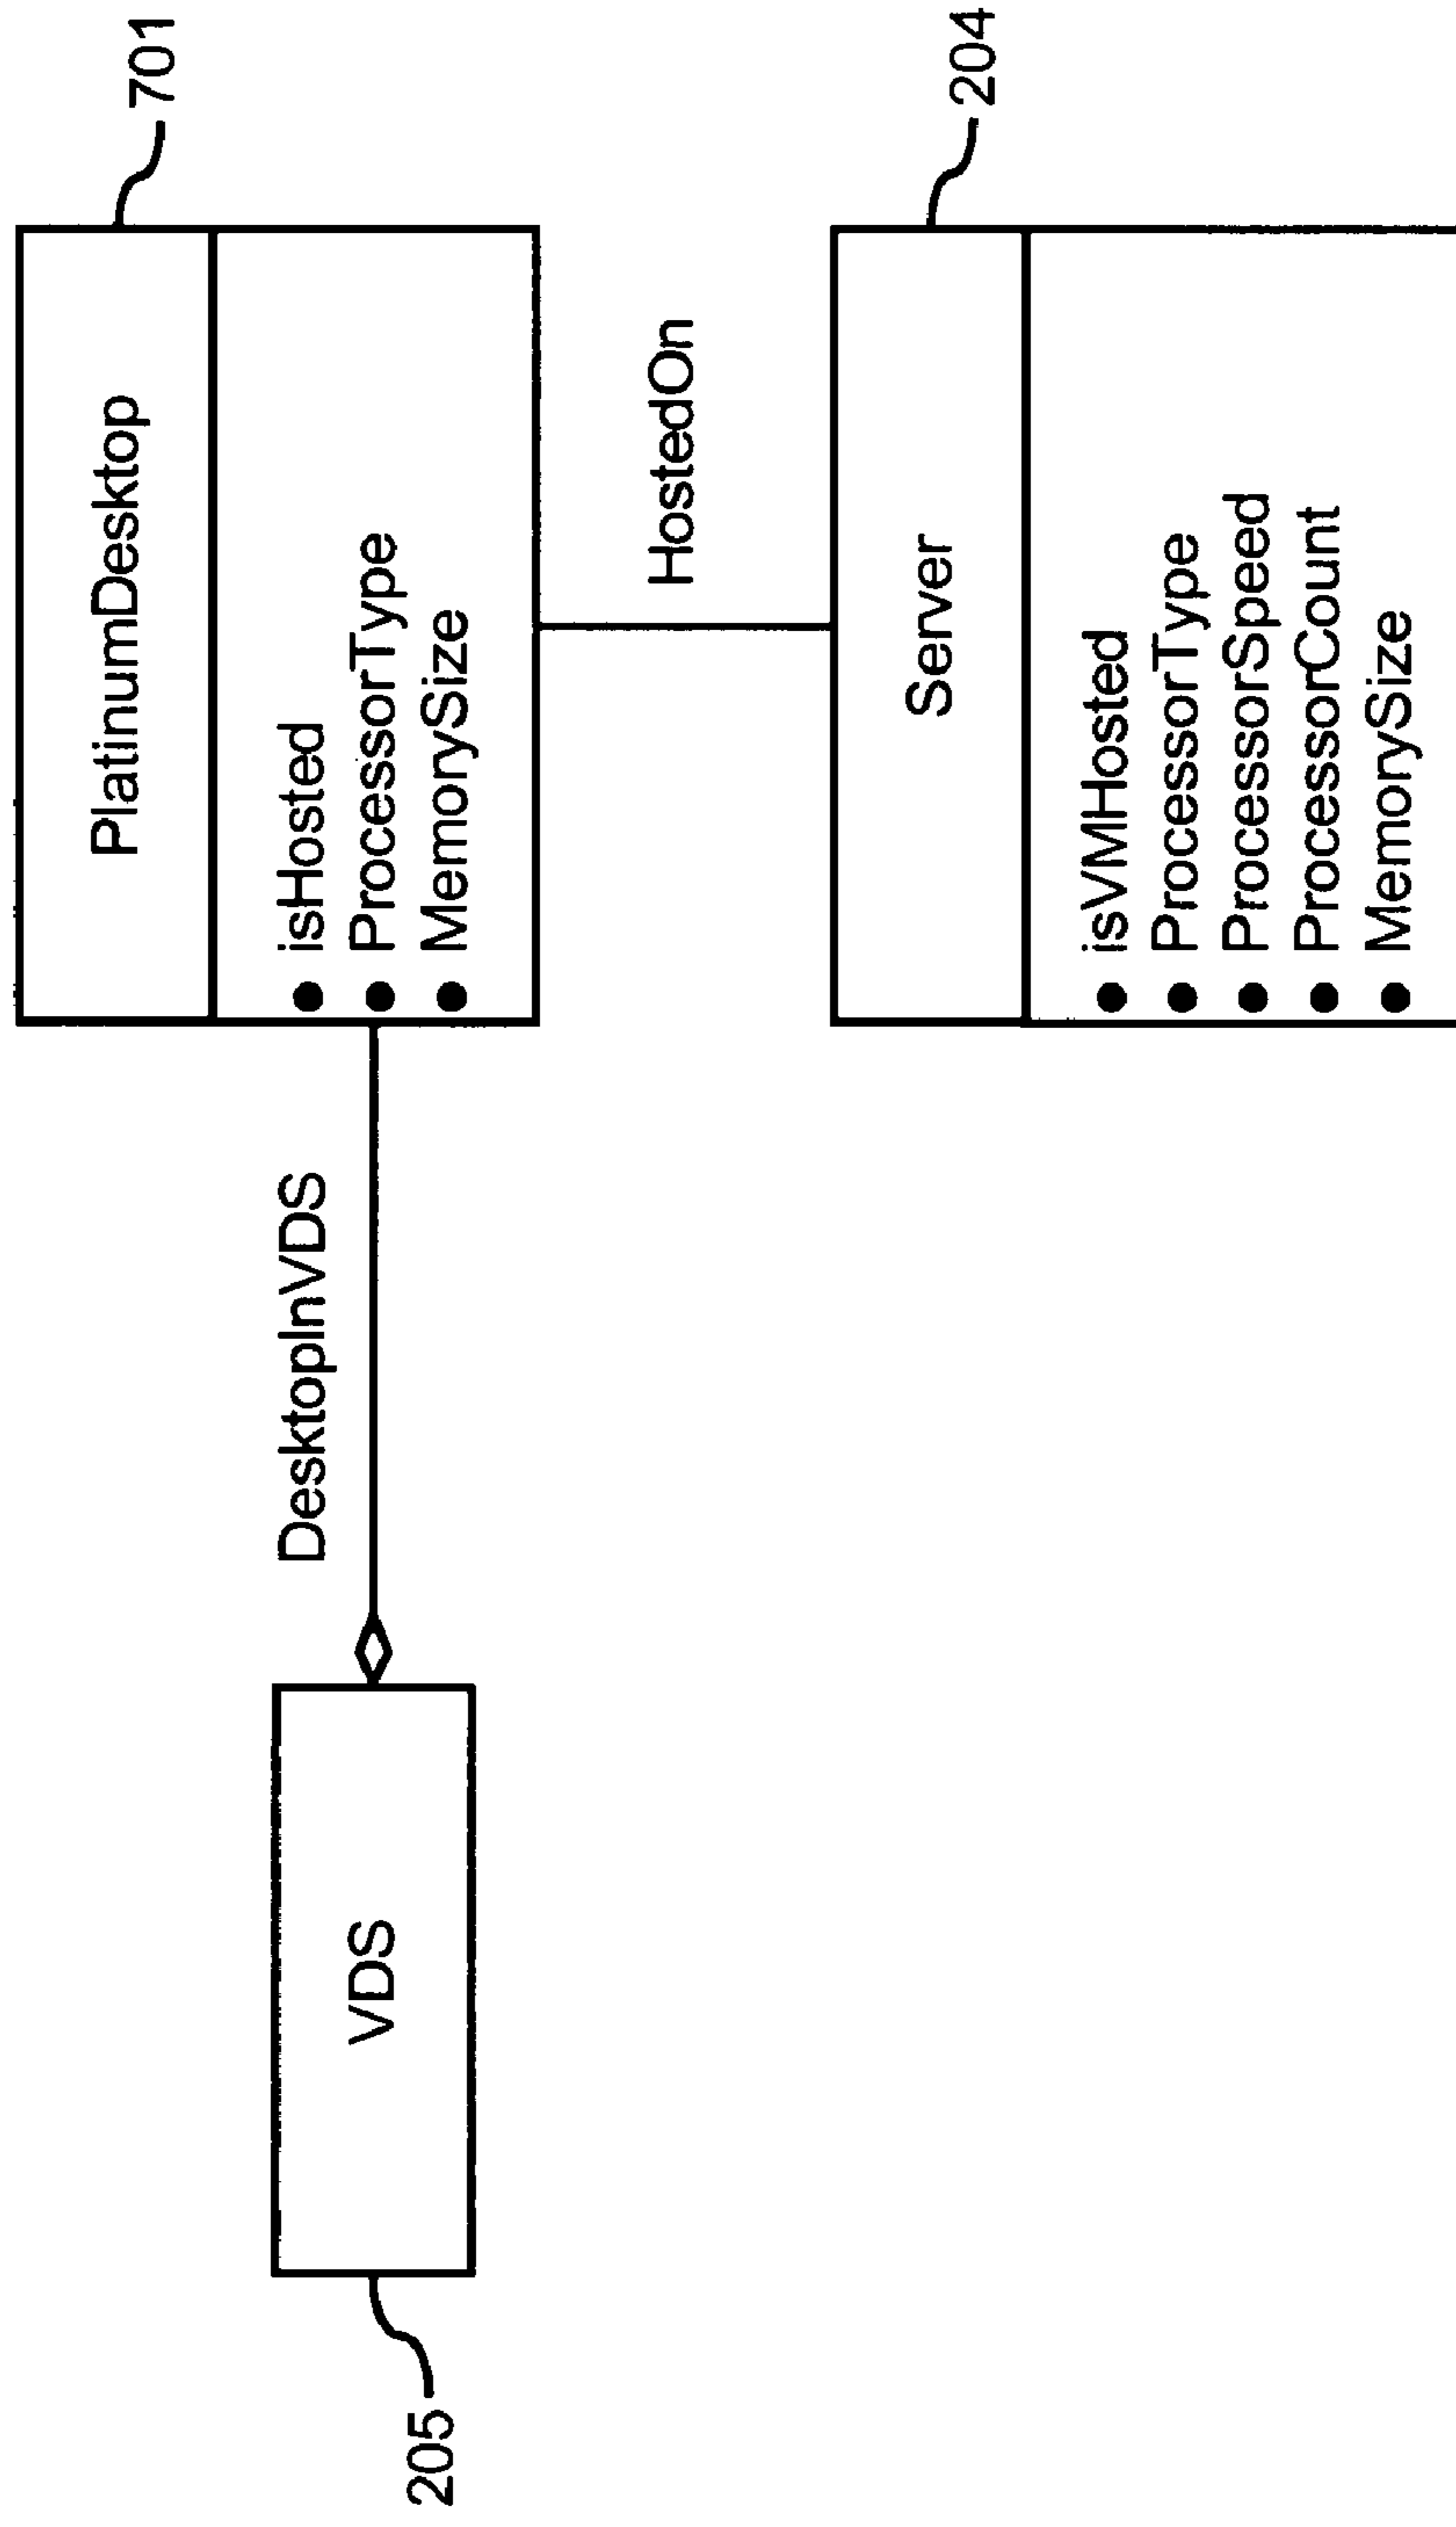 PlatinumDesktop
701
● isHosted
● ProcessorType
● MemorySize
DesktopInVDS
VDS
205
HostedOn
Server
204
● isVMHosted
● ProcessorType
● ProcessorSpeed
● ProcessorCount
● MemorySize